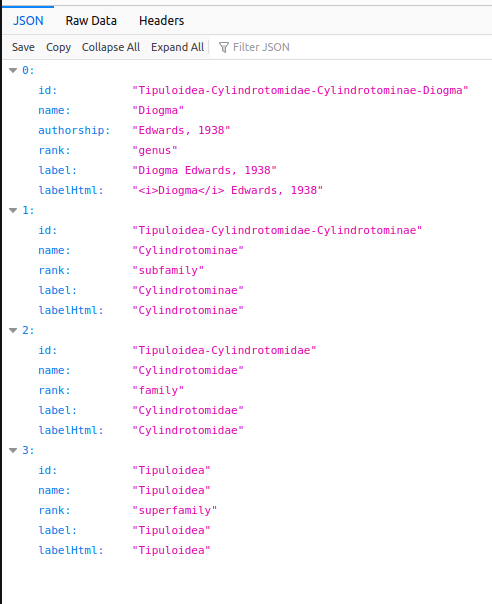 JSON Raw Data Headers
Save Copy Collapse All Expand All Filter JSON
0:
id: "Tipuloidea-Cylindrotomidae-Cylindrotominae-Diogma"
name: "Diogma"
authorship: "Edwards, 1938"
rank: "genus"
label: "Diogma Edwards, 1938"
labelHtml: "<i>Diogma</i> Edwards, 1938"
1:
id: "Tipuloidea-Cylindrotomidae-Cylindrotominae"
name: "Cylindrotominae"
rank: "subfamily"
label: "Cylindrotominae"
labelHtml: "Cylindrotominae"
2:
id: "Tipuloidea-Cylindrotomidae"
name: "Cylindrotomidae"
rank: "family"
label: "Cylindrotomidae"
labelHtml: "Cylindrotomidae"
3:
id: "Tipuloidea"
name: "Tipuloidea"
rank: "superfamily"
label: "Tipuloidea"
labelHtml: "Tipuloidea"